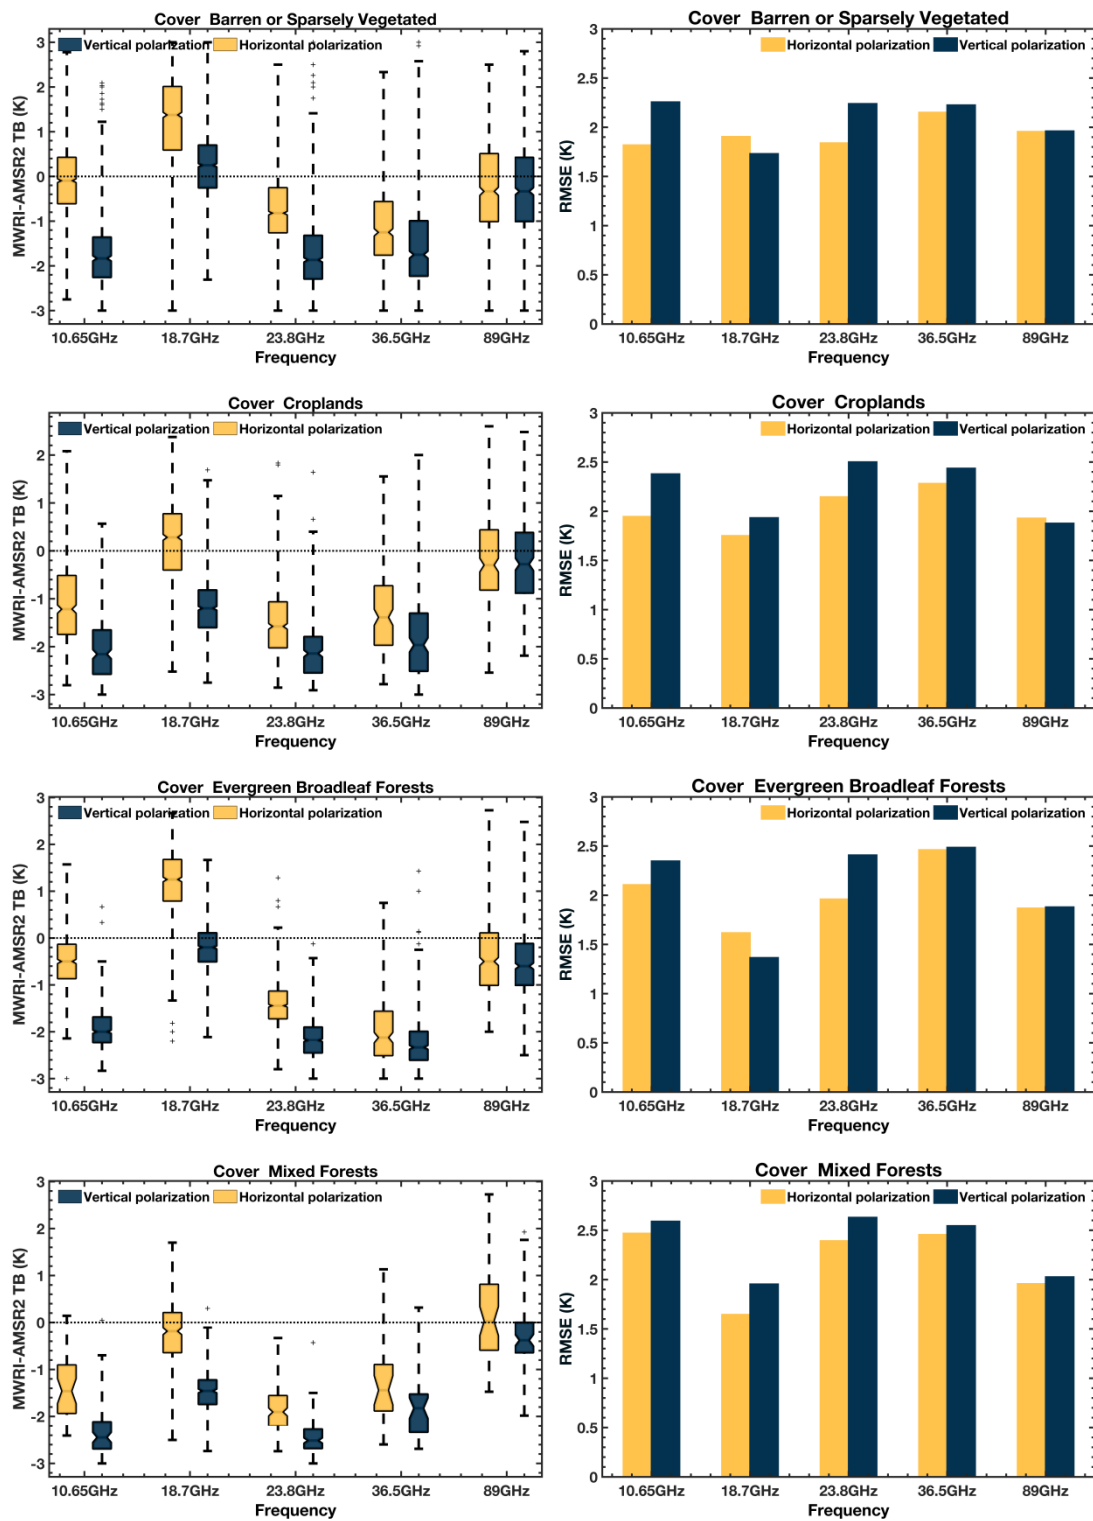 Cover Barren or Sparsely Vegetated
Vertical polarization Horizontal polarization
MWRI-AMSR2 TB (K)
3
2
1
0
-1
-2
-3
10.65GHz 18.7GHz 23.8GHz 36.5GHz 89GHz
Frequency
Cover Barren or Sparsely Vegetated
Horizontal polarization Vertical polarization
RMSE (K)
3
2.5
2
1.5
1
0.5
0
10.65GHz 18.7GHz 23.8GHz 36.5GHz 89GHz
Frequency
Cover Croplands
Vertical polarization Horizontal polarization
MWRI-AMSR2 TB (K)
2
1
0
-1
-2
-3
10.65GHz 18.7GHz 23.8GHz 36.5GHz 89GHz
Frequency
Cover Croplands
Horizontal polarization Vertical polarization
RMSE (K)
3
2.5
2
1.5
1
0.5
0
10.65GHz 18.7GHz 23.8GHz 36.5GHz 89GHz
Frequency
Cover Evergreen Broadleaf Forests
Vertical polarization Horizontal polarization
MWRI-AMSR2 TB (K)
3
2
1
0
-1
-2
-3
10.65GHz 18.7GHz 23.8GHz 36.5GHz 89GHz
Frequency
Cover Evergreen Broadleaf Forests
Horizontal polarization Vertical polarization
RMSE (K)
3
2.5
2
1.5
1
0.5
0
10.65GHz 18.7GHz 23.8GHz 36.5GHz 89GHz
Frequency
Cover Mixed Forests
Vertical polarization Horizontal polarization
MWRI-AMSR2 TB (K)
3
2
1
0
-1
-2
-3
10.65GHz 18.7GHz 23.8GHz 36.5GHz 89GHz
Frequency
Cover Mixed Forests
Horizontal polarization Vertical polarization
RMSE (K)
3
2.5
2
1.5
1
0.5
0
10.65GHz 18.7GHz 23.8GHz 36.5GHz 89GHz
Frequency